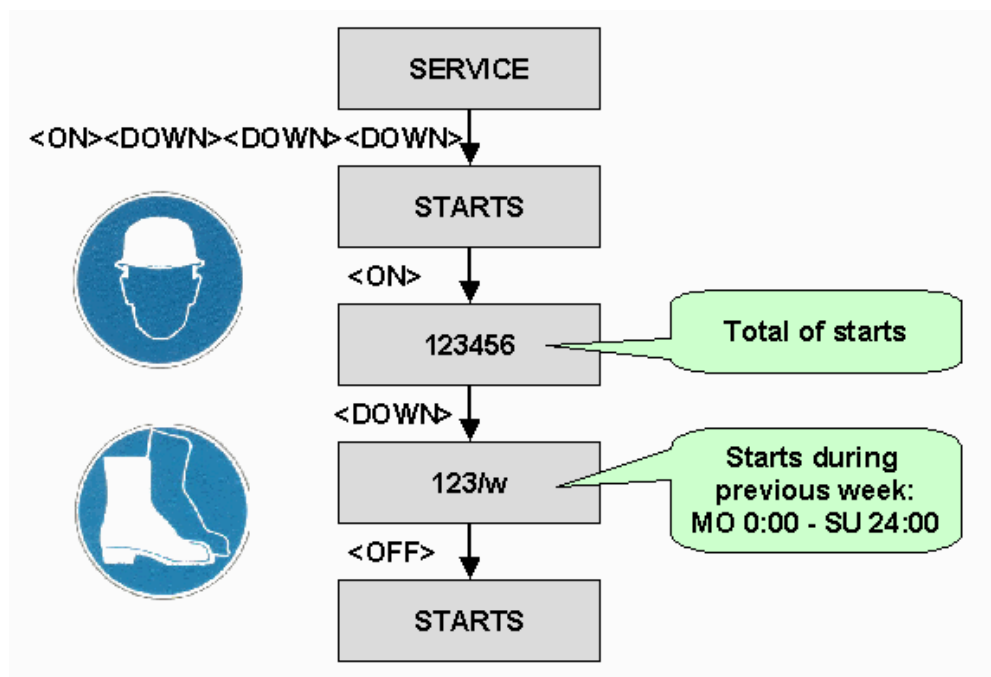 SERVICE
<ON><DOWN><DOWN><DOWN>
STARTS
<ON>
123456
Total of starts
<DOWN>
123/w
Starts during
previous week:
MO 0:00 - SU 24:00
<OFF>
STARTS